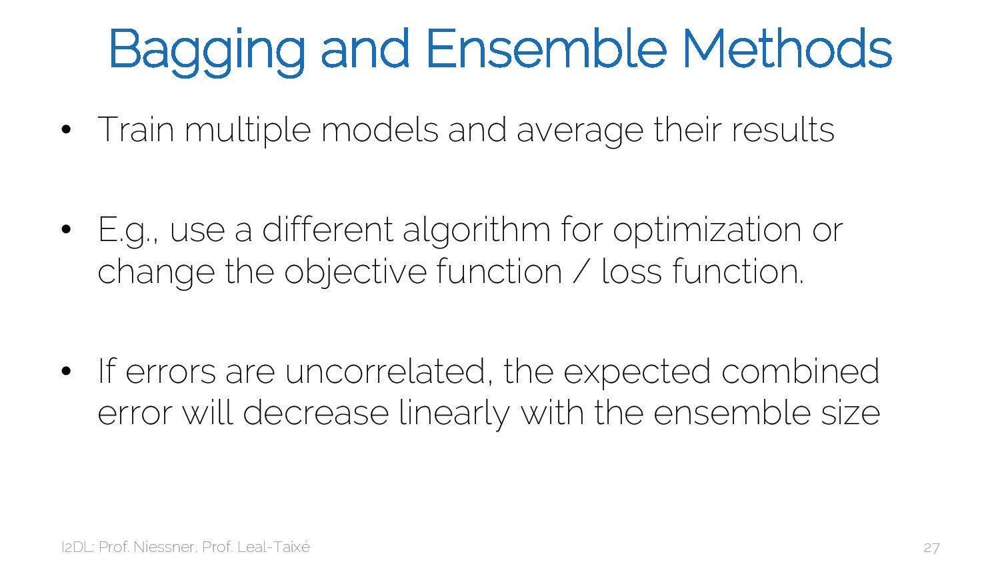 Bagging and Ensemble Methods
• Train multiple models and average their results
• E.g., use a different algorithm for optimization or
change the objective function / loss function.
• If errors are uncorrelated, the expected combined
error will decrease linearly with the ensemble size
I2DL: Prof. Niessner, Prof. Leal-Taixé
27